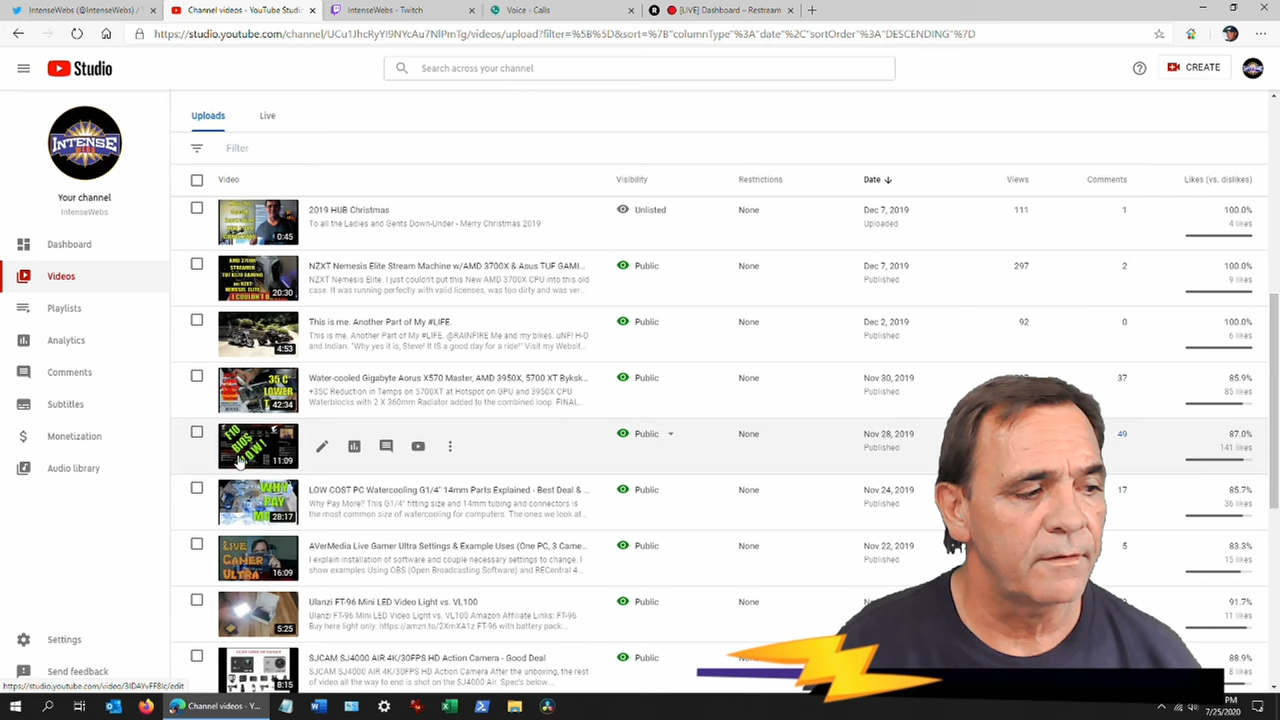 IntenseWebs (@IntenseWebs) / T
Channel videos - YouTube Studio
IntenseWebs - Twitch
Voice - Calls
[LIVE] Dashboard - Restream
https://studio.youtube.com/channel/UCu1JhcRyYI9NYcAu7NlPmTg/videos/upload?filter=%5B%5D&sort=%7B"columnType"%3A"date"%2C"sortOrder"%3A"DESCENDING"%7D
Studio
Search across your channel
CREATE
INTENSE
WEBS
Your channel
IntenseWebs
Dashboard
Videos
Playlists
Analytics
Comments
Subtitles
Monetization
Audio library
Settings
Send feedback
Uploads Live
Filter
Video Visibility Restrictions Date Views Comments Likes (vs. dislikes)
0:45
2019 HUB Christmas Unlisted None Dec 7, 2019 111 100.0%
To all the Ladies and Gents Down-Under - Merry Christmas 2019 Uploaded 4 likes
AMD 3700X
STREAMER
TUF X570 GAMING
20:30
NZXT Nemesis Elite Stream Machine w/AMD 3700X & Asus TUF GAMI... Public None Dec 7, 2019 297 100.0%
NZXT Nemesis Elite. I just couldn't put this New AMD 3700X CPU into this old Published 9 likes
case. It was running perfectly with valid licenses, was too dirty and was ver...
4:53
This is me. Another Part of My #LIFE. Public None Dec 2, 2019 92 0 100.0%
This is me. Another Part of My #LIFE. @RAINFIRE Me and my bikes. uNF! H-D Published 6 likes
and Indian. "Why yes it is, Steve! It IS a good day for a ride!" Visit my Websit...
35 C°
LOWER
42:34
Water-cooled Gigabyte Aorus X570 Master, AMD 3950X, 5700 XT Byksk... Public None Nov 30, 2019 37 85.9%
+35C Reduction in Temps on 5700XT at Hotspot on GPU and 3950X CPU Published 85 likes
Waterblocks with 2 X 360mm Radiator added to the combined loop. FINAL...
F10
BIOS
11:09
Public None Nov 28, 2019 49 87.0%
Published 141 likes
WHY
PAY
28:17
LOW COST PC Watercooling G1/4" 14mm Parts Explained - Best Deal & ... Public None Nov 24, 2019 85.7%
Why Pay More? This G1/4" fitting size and 14mm tubing and connectors is Published 36 likes
the most common size of watercooling for computers. The ones we look at...
LIVE
GAMER
ULTRA
16:09
AVerMedia Live Gamer Ultra Settings & Example Uses (One PC, 3 Came... Public None Nov 22, 2019 83.3%
I explain installation of software and couple necessary settings to change. I Published 15 likes
show examples Using OBS (Open Broadcasting Software) and RECentral 4...
5:25
Ulanzi FT-96 Mini LED Video Light vs. VL100 Public None 91.7%
Ulanzi FT-96 Mini LED Video Light vs. VL100 Amazon Affiliate Links: FT-96 11 likes
Buy here light only: https://amzn.to/2XmXA1z FT-96 with battery pack:...
8:15
SJCAM SJ4000 AIR 4K/30FPS HD Action Camera - Good Deal Public 88.9%
SJCAM SJ4000 AIR 4K/30FPS HD Action Camera. After the unboxing, the rest
of video all the way to end is shot on the SJ4000 Air. Spec's below...
Channel videos - Y...
PM
7/25/2020